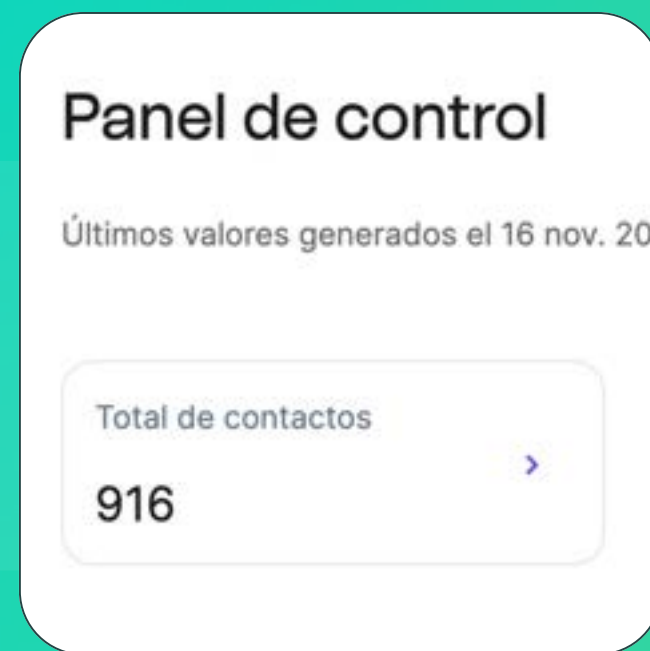 Panel de control
Últimos valores generados el 16 nov. 20
Total de contactos
916